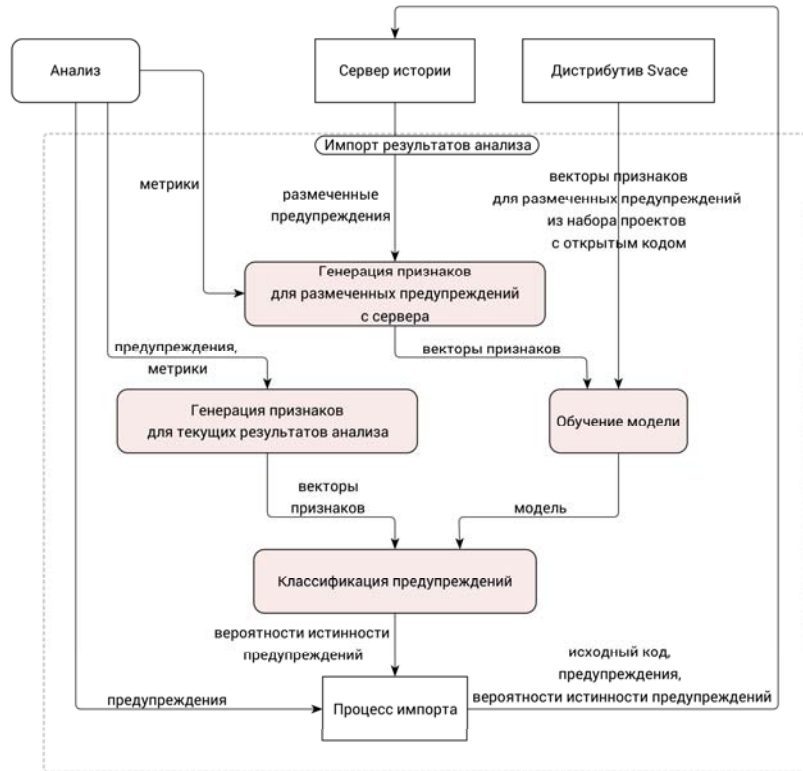 Анализ
Сервер истории
Дистрибутив Svace
Импорт результатов анализа
метрики
размеченные
предупреждения
векторы признаков
для размеченных предупреждений
из набора проектов
с открытым кодом
Генерация признаков
для размеченных предупреждений
с сервера
предупреждения,
метрики
векторы признаков
Генерация признаков
для текущих результатов анализа
Обучение модели
векторы
признаков
модель
Классификация предупреждений
вероятности истинности
предупреждений
исходный код,
предупреждения,
вероятности истинности предупреждений
предупреждения
Процесс импорта